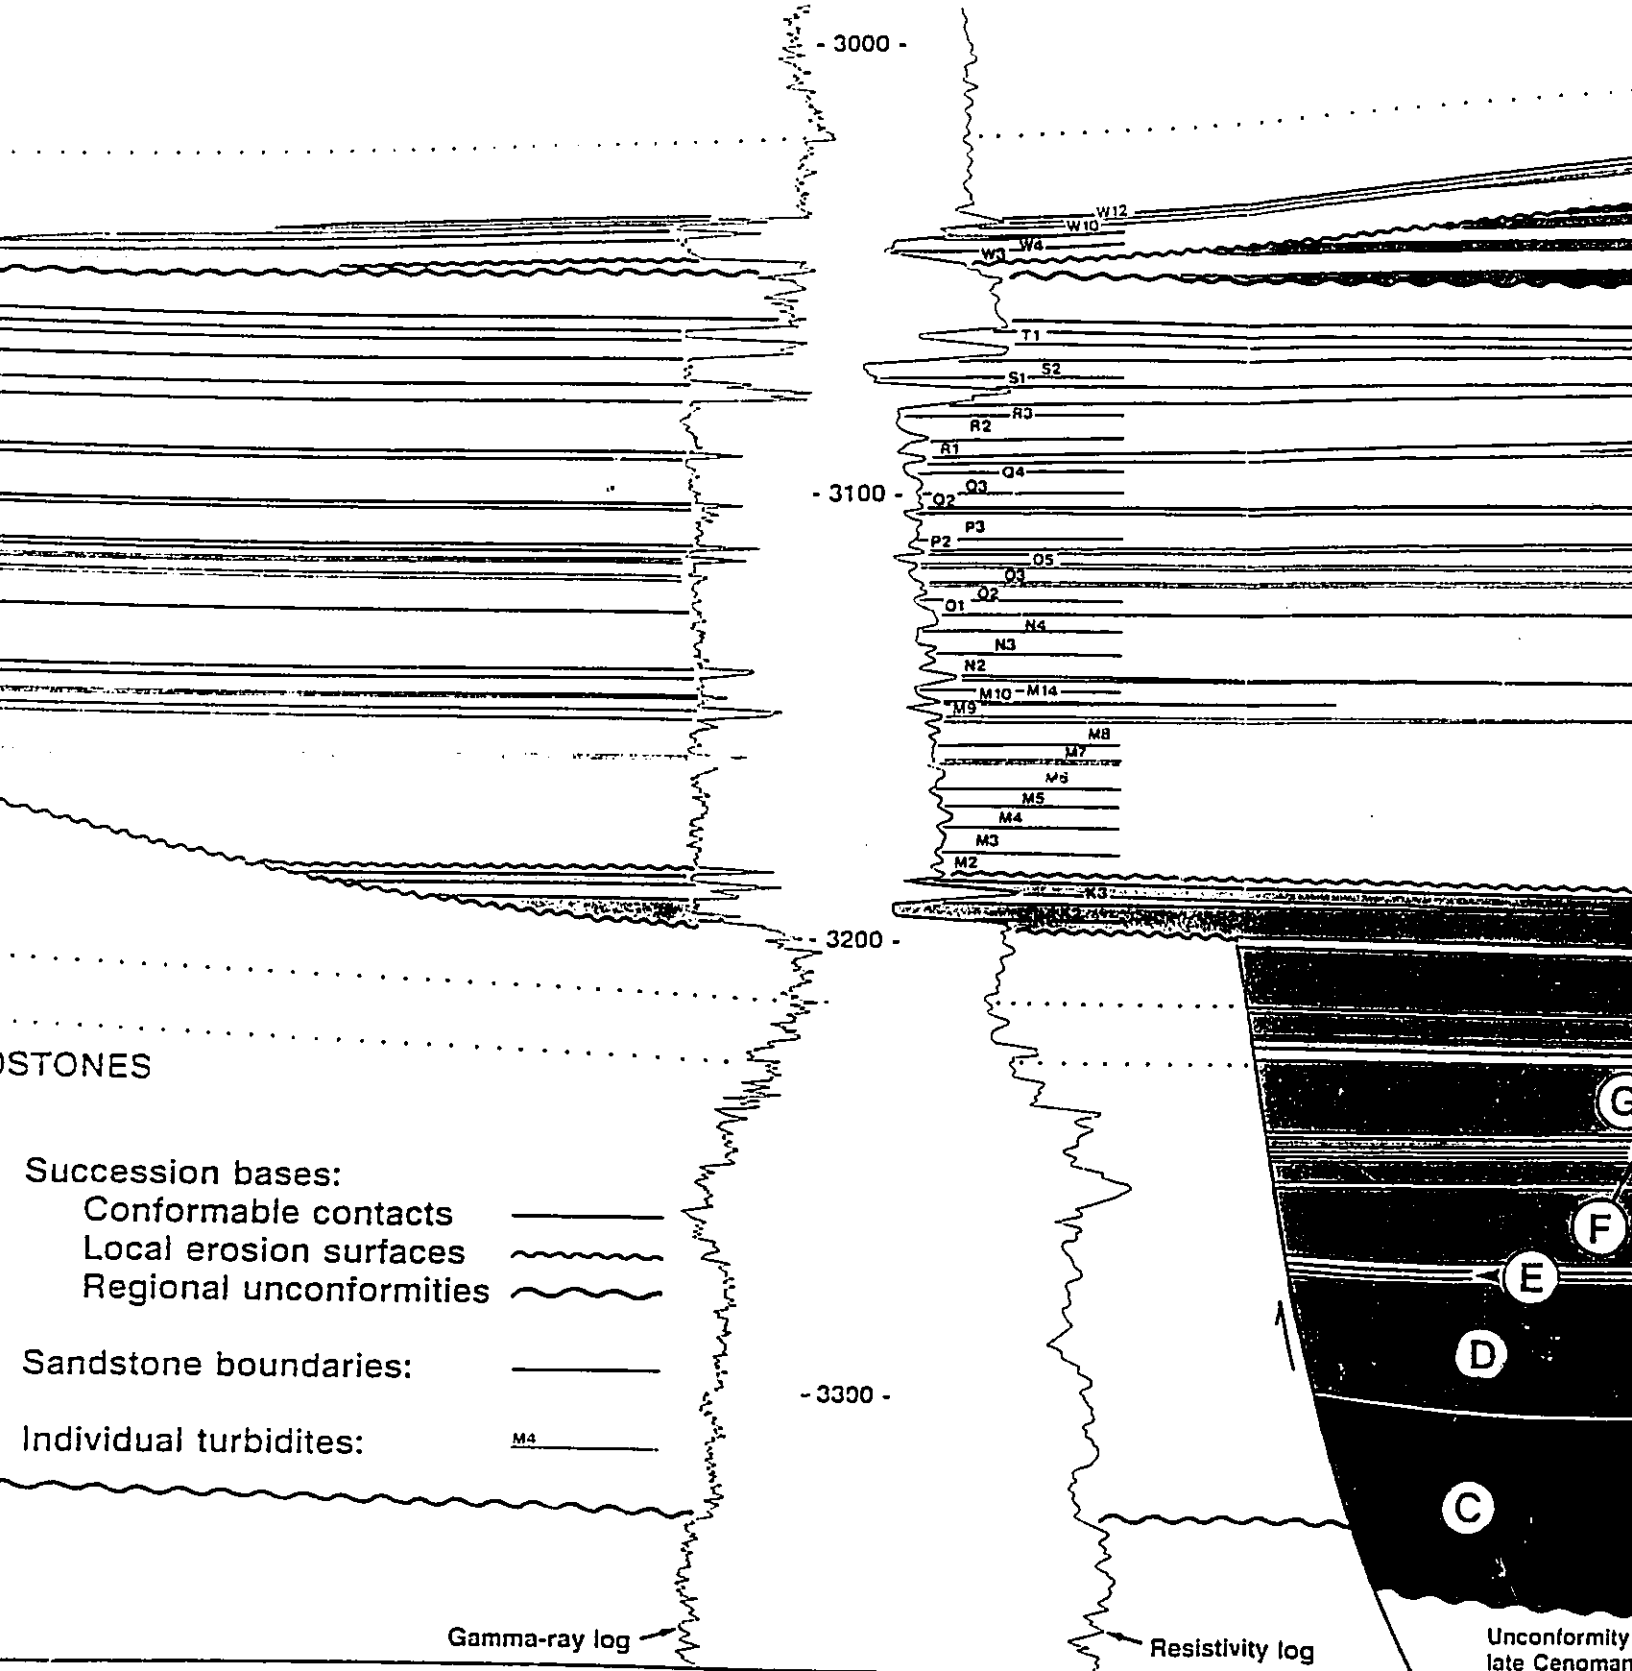 - 3000 -
W12
W10
W4
W3
T1
S2
S1
R3
R2
R1
Q4
Q3
- 3100 -
Q2
P3
P2
O5
O3
O2
O1
N4
N3
N2
M10-M14
M9
M8
M7
M6
M5
M4
M3
M2
K3
- 3200 -
DSTONES
G
Succession bases:
Conformable contacts
Local erosion surfaces
Regional unconformities
F
E
D
Sandstone boundaries:
- 3300 -
Individual turbidites: M4
C
Gamma-ray log
Resistivity log
Unconformity
late Cenoman